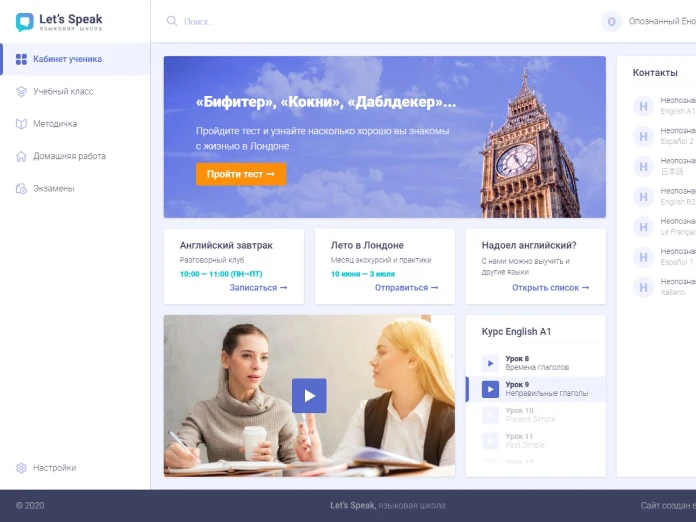 Let's Speak
языковая школа
Поиск..
О Опознанный Ено
Кабинет ученика
Учебный класс
Методичка
Домашняя работа
Экзамены
Настройки
«Бифитер», «Кокни», «Даблдекер»...
Пройдите тест и узнайте насколько хорошо вы знакомы
с жизнью в Лондоне
Пройти тест →
Английский завтрак
Разговорный клуб
10:00 — 11:00 (ПН—ПТ)
Записаться →
Лето в Лондоне
Месяц экскурсий и практики
10 июня — 3 июля
Отправиться →
Надоел английский?
С нами можно выучить и
другие языки
Открыть список →
Курс English A1
Урок 8
Времена глаголов
Урок 9
Неправильные глаголы
Урок 10
Present Simple
Урок 11
Past Simple
Урок 12
Контакты
Н Неопозна
English A1
Н Неопозна
Español 2
Н Неопозна
日本語
Н Неопозна
English B2
Н Неопозна
Le Françai
Н Неопозна
Español 1
Н Неопозна
Italiano
© 2020
Let's Speak, языковая школа
Сайт создан в